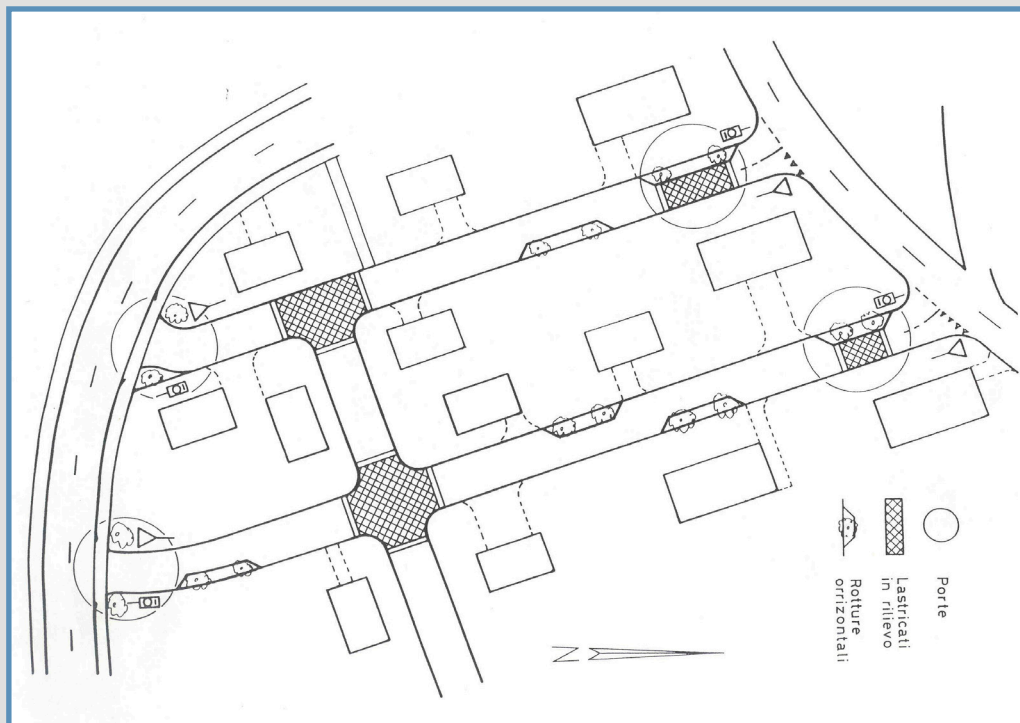 Porte
Lastricati
in rilievo
Rotture
orrizontali
N